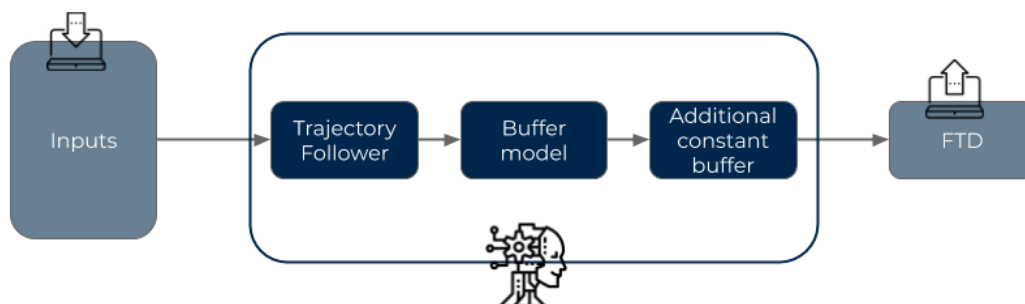 Inputs
Trajectory
Follower
Buffer
model
Additional
constant
buffer
FTD